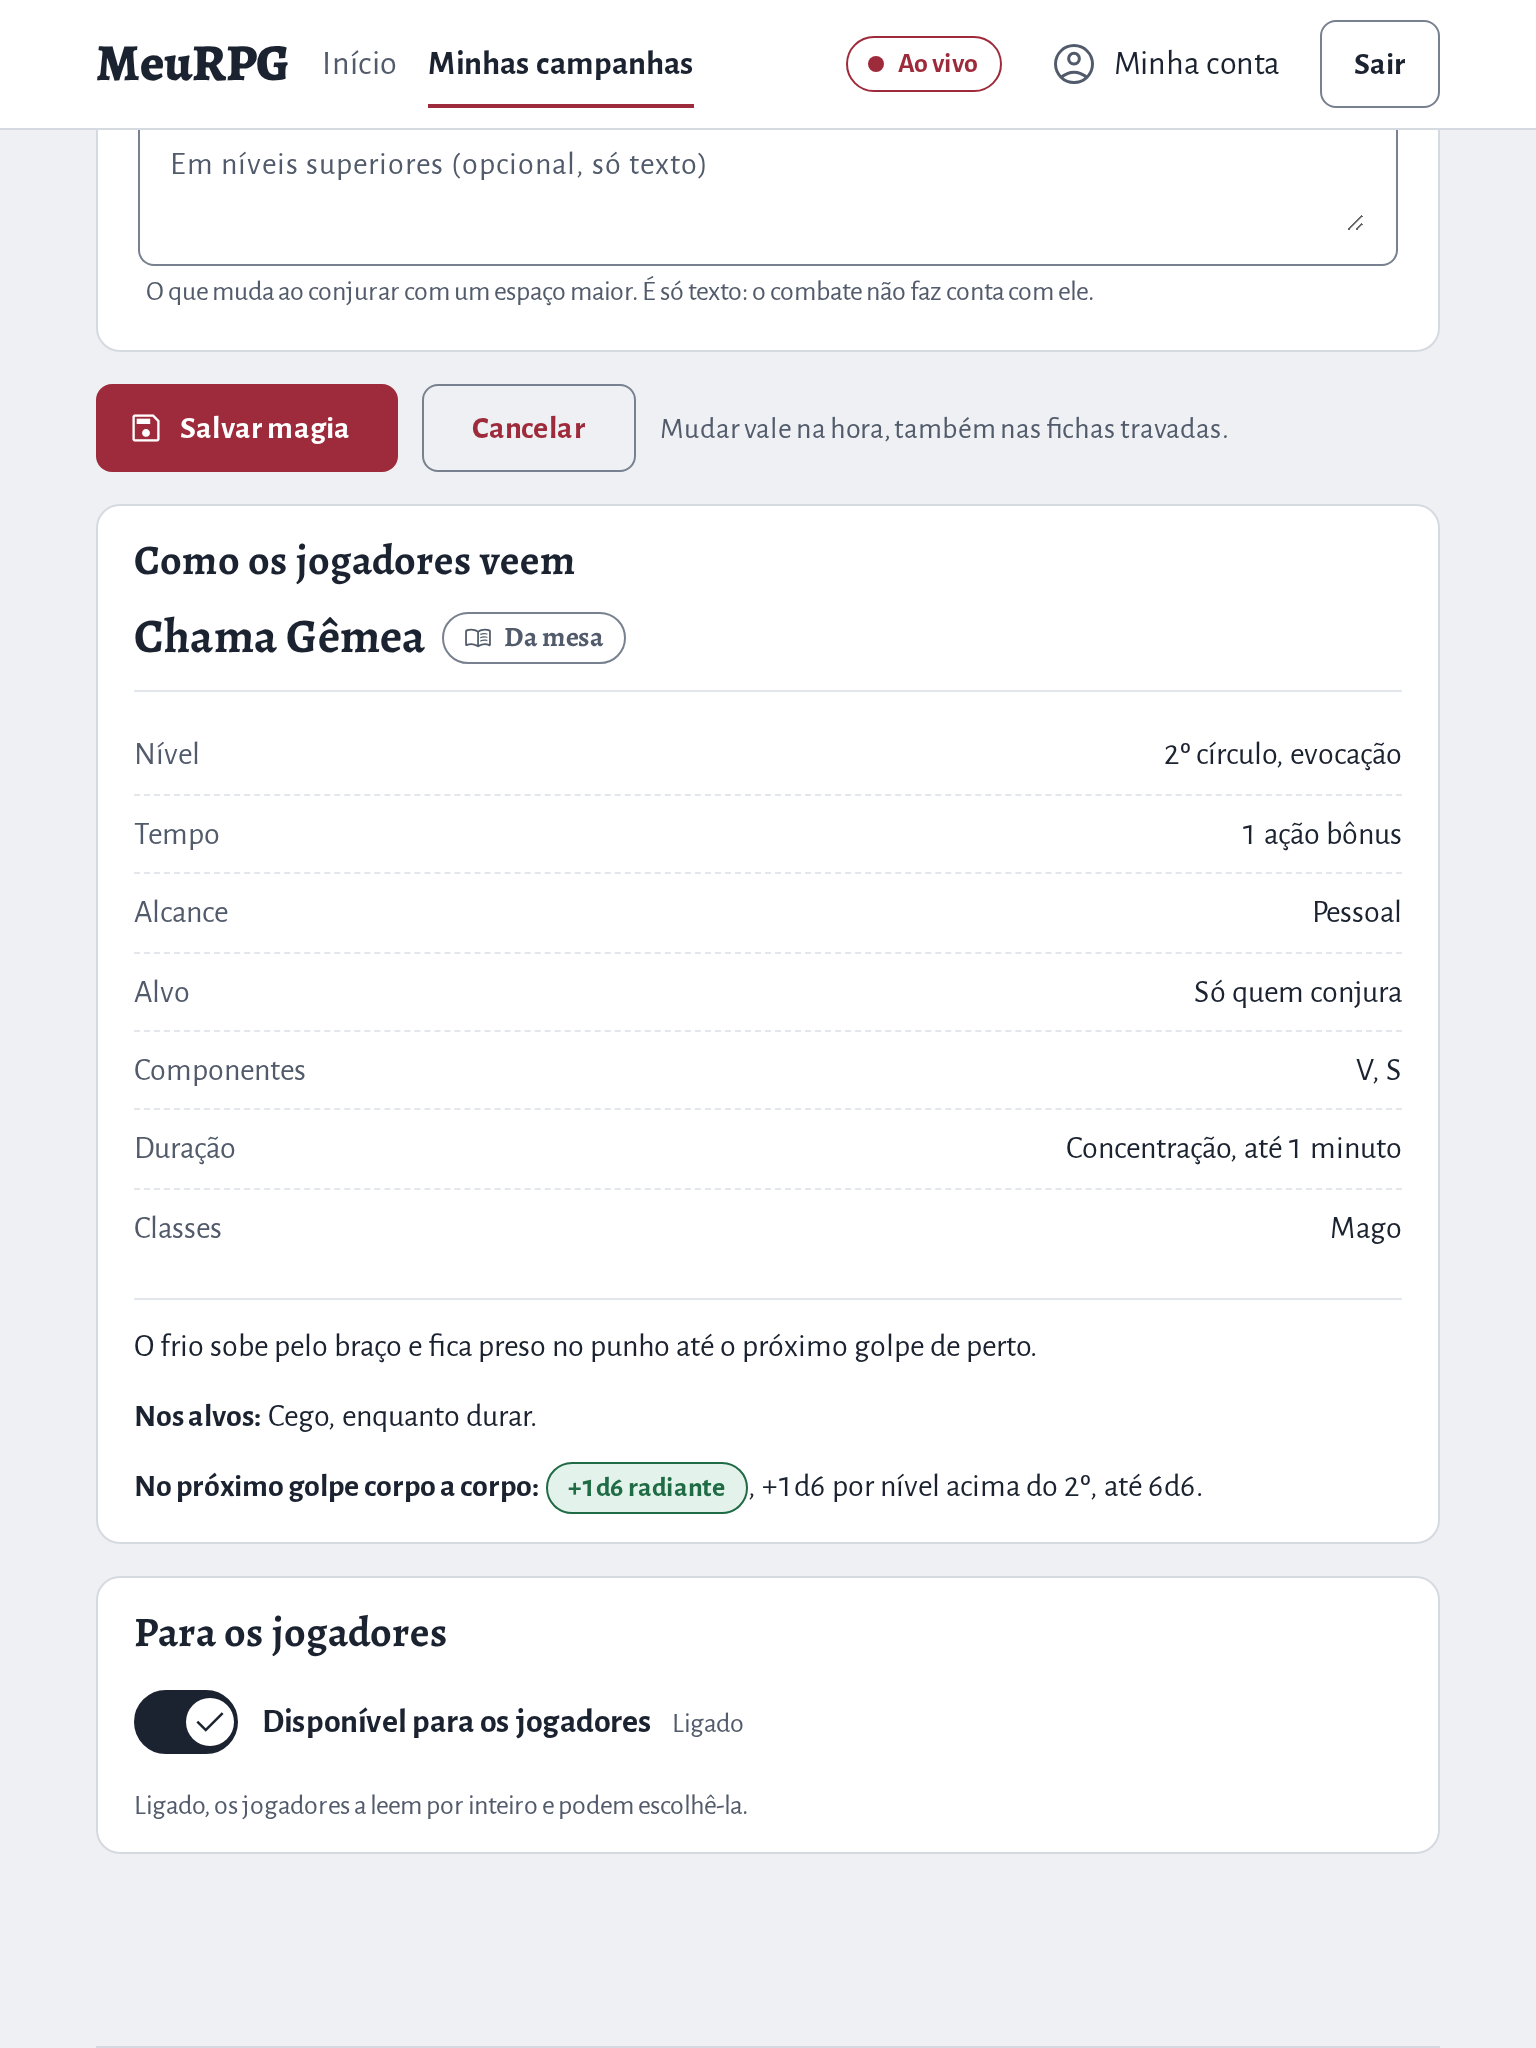 MeuRPG Início Minhas campanhas Ao vivo Minha conta Sair
Em níveis superiores (opcional, só texto)
O que muda ao conjurar com um espaço maior. É só texto: o combate não faz conta com ele.
Salvar magia Cancelar Mudar vale na hora, também nas fichas travadas.
Como os jogadores veem
Chama Gêmea Da mesa
Nível 2º círculo, evocação
Tempo 1 ação bônus
Alcance Pessoal
Alvo Só quem conjura
Componentes V, S
Duração Concentração, até 1 minuto
Classes Mago
O frio sobe pelo braço e fica preso no punho até o próximo golpe de perto.
Nos alvos: Cego, enquanto durar.
No próximo golpe corpo a corpo: +1d6 radiante, +1d6 por nível acima do 2º, até 6d6.
Para os jogadores
Disponível para os jogadores Ligado
Ligado, os jogadores a leem por inteiro e podem escolhê-la.